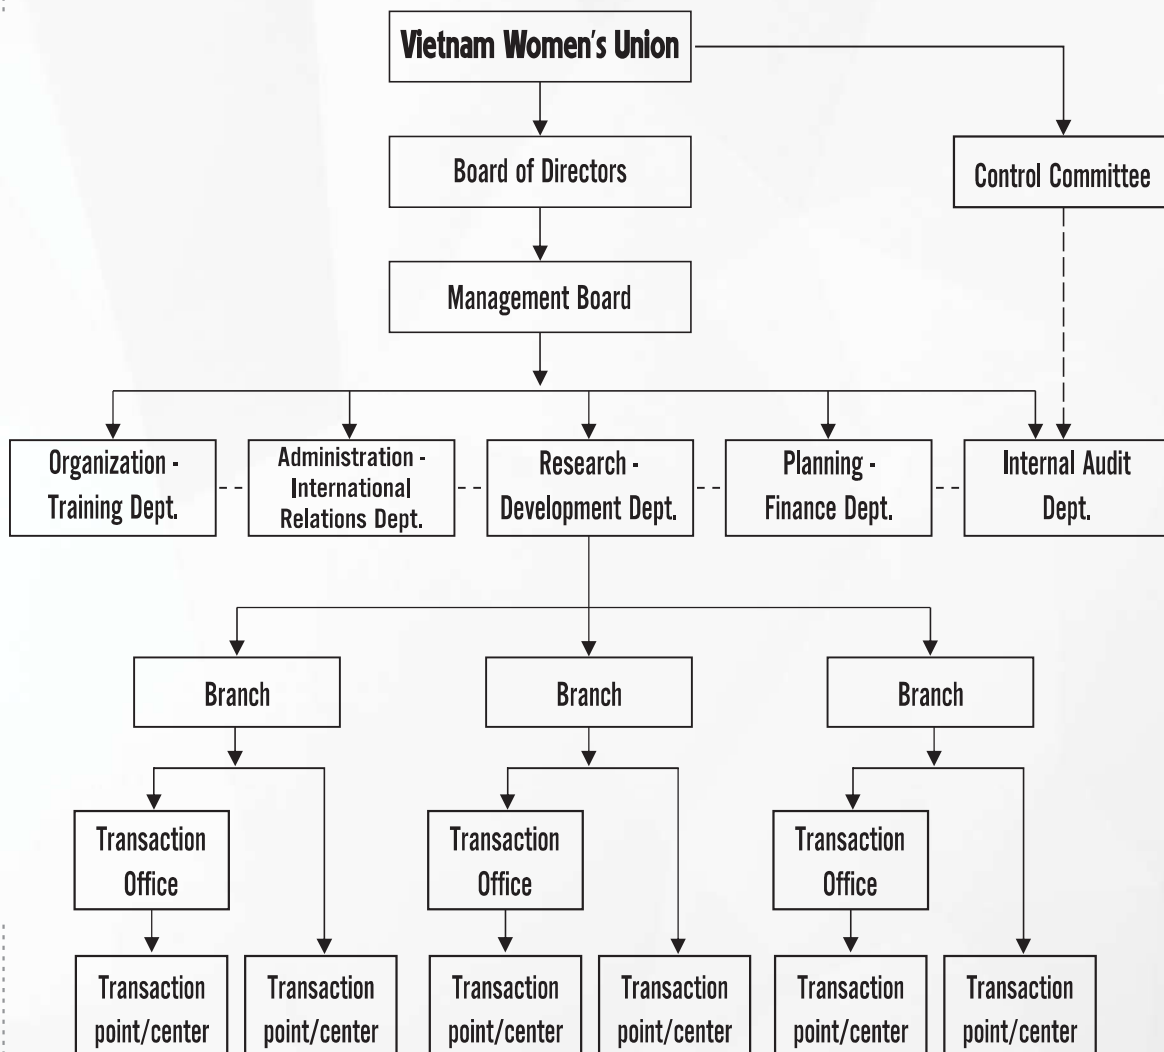 Vietnam Women's Union
Board of Directors
Control Committee
Management Board
Organization -
Training Dept.
Administration -
International
Relations Dept.
Research -
Development Dept.
Planning -
Finance Dept.
Internal Audit
Dept.
Branch
Branch
Branch
Transaction
Office
Transaction
Office
Transaction
Office
Transaction
point/center
Transaction
point/center
Transaction
point/center
Transaction
point/center
Transaction
point/center
Transaction
point/center